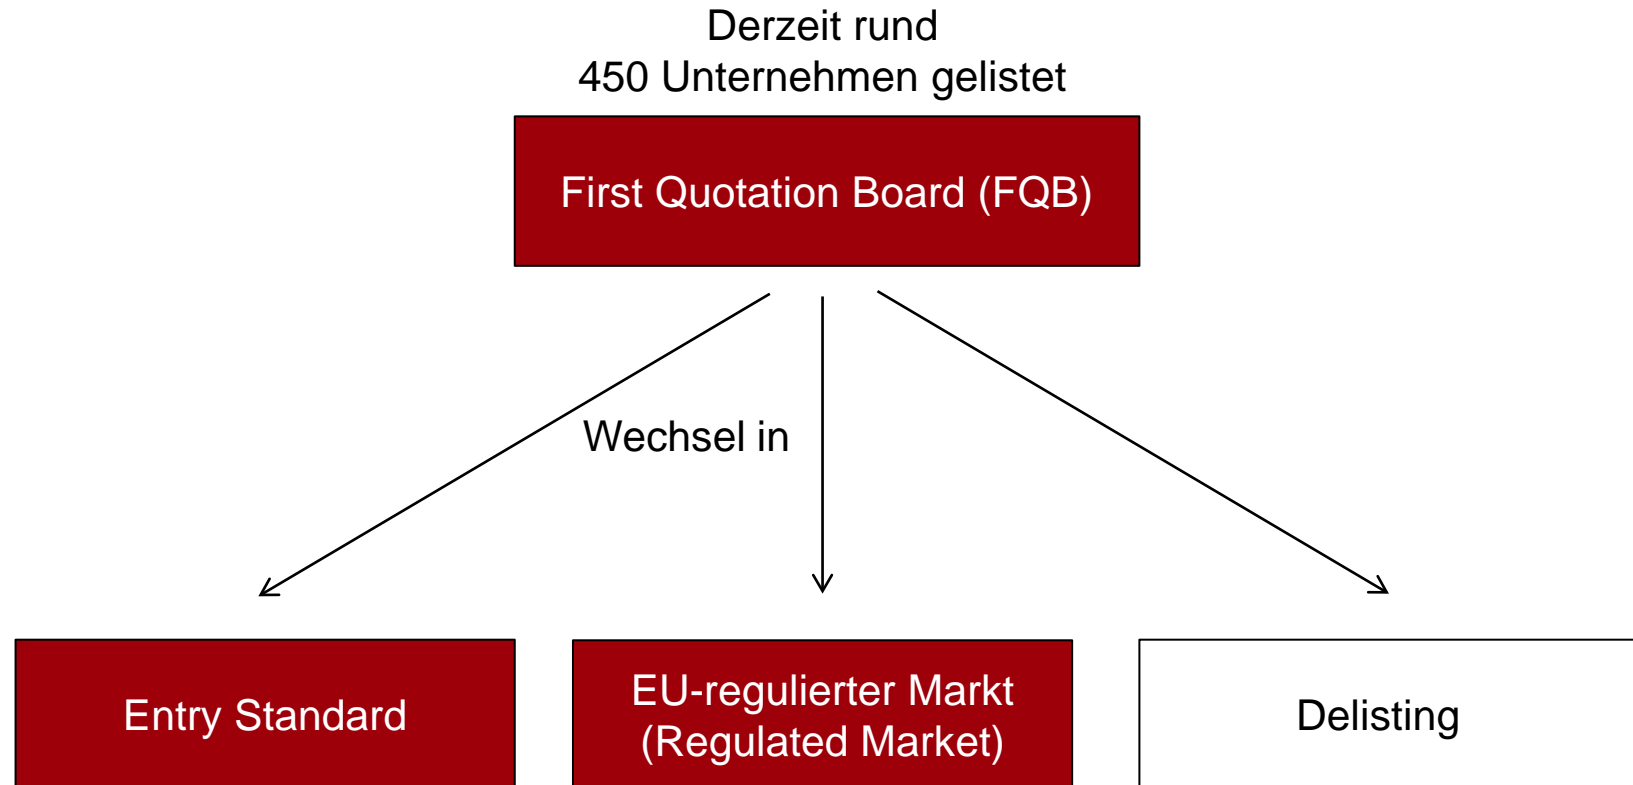 Derzeit rund
450 Unternehmen gelistet
First Quotation Board (FQB)
Wechsel in
Entry Standard
EU-regulierter Markt
(Regulated Market)
Delisting